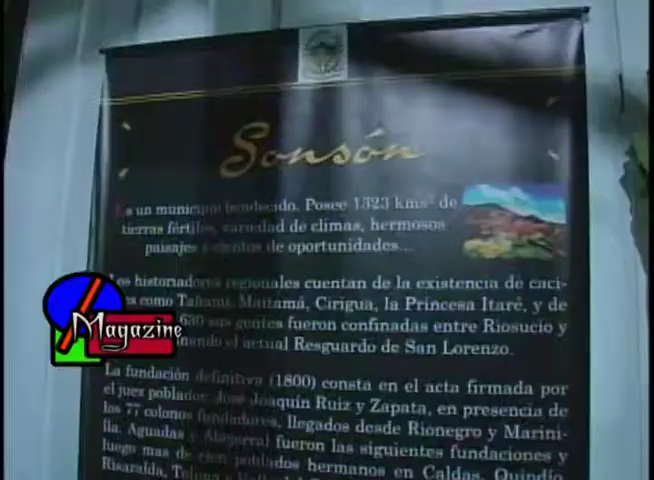 Sonsón
Es un municipio bendecido. Posee 1323 kms² de
tierras fértiles, variedad de climas, hermosos
paisajes y cientos de oportunidades...
Los historiadores regionales cuentan de la existencia de caci-
como Tahamí, Maitamá, Cirigua, la Princesa Itaré, y de
1630 sus gentes fueron confinadas entre Riosucio y
el actual Resguardo de San Lorenzo.
Magazine
La fundación definitiva (1800) consta en el acta firmada por
el juez poblador José Joaquín Ruiz y Zapata, en presencia de
los 77 colonos fundadores, llegados desde Rionegro y Marini-
lla. Aguadas y Abejorral fueron las siguientes fundaciones y
luego mas de cien poblados hermanos en Caldas, Quindío,
Risaralda, Tolima y